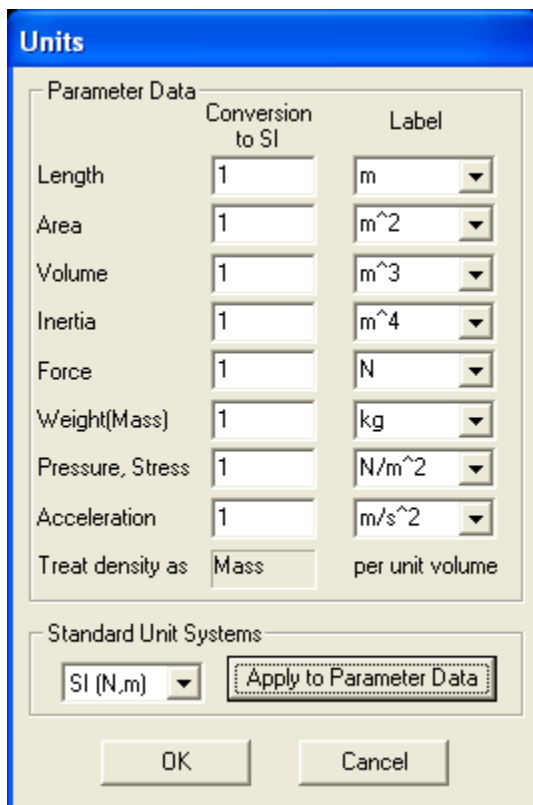 Units
Parameter Data
Conversion
to SI
Label
Length 1 m
Area 1 m^2
Volume 1 m^3
Inertia 1 m^4
Force 1 N
Weight(Mass) 1 kg
Pressure, Stress 1 N/m^2
Acceleration 1 m/s^2
Treat density as Mass per unit volume
Standard Unit Systems
SI (N,m) Apply to Parameter Data
OK Cancel